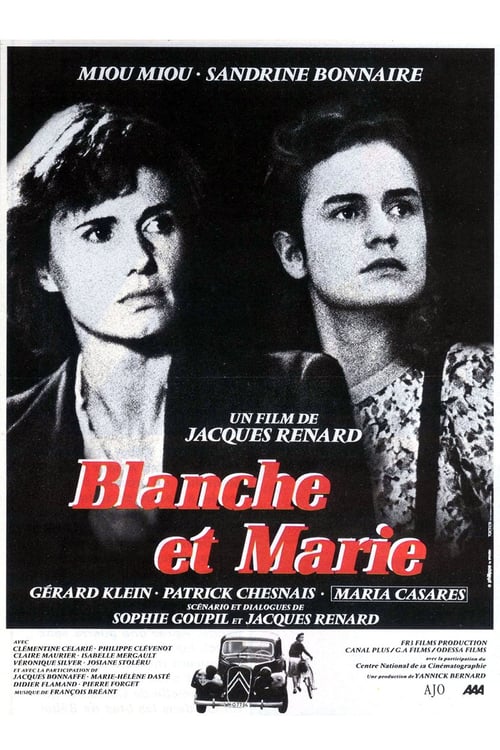 MIOU MIOU · SANDRINE BONNAIRE
UN FILM DE
JACQUES RENARD
Blanche
et Marie
GÉRARD KLEIN · PATRICK CHESNAIS · MARIA CASARES
SCÉNARIO ET DIALOGUES DE
SOPHIE GOUPIL ET JACQUES RENARD
AVEC
CLÉMENTINE CELARIÉ · PHILIPPE CLÉVENOT
CLAIRE MAURIER · ISABELLE MERGAULT
VÉRONIQUE SILVER · JOSIANE STOLÉRU
ET AVEC LA PARTICIPATION DE
JACQUES BONNAFFE · MARIE-HÉLÈNE DASTÉ
DIDIER FLAMAND · PIERRE FORGET
MUSIQUE DE FRANÇOIS BRÉANT
FR3 FILMS PRODUCTION
CANAL PLUS / G.A FILMS / ODESSA FILMS
avec la participation du
Centre National de la Cinématographie
Une production de YANNICK BERNARD
AJO AAA